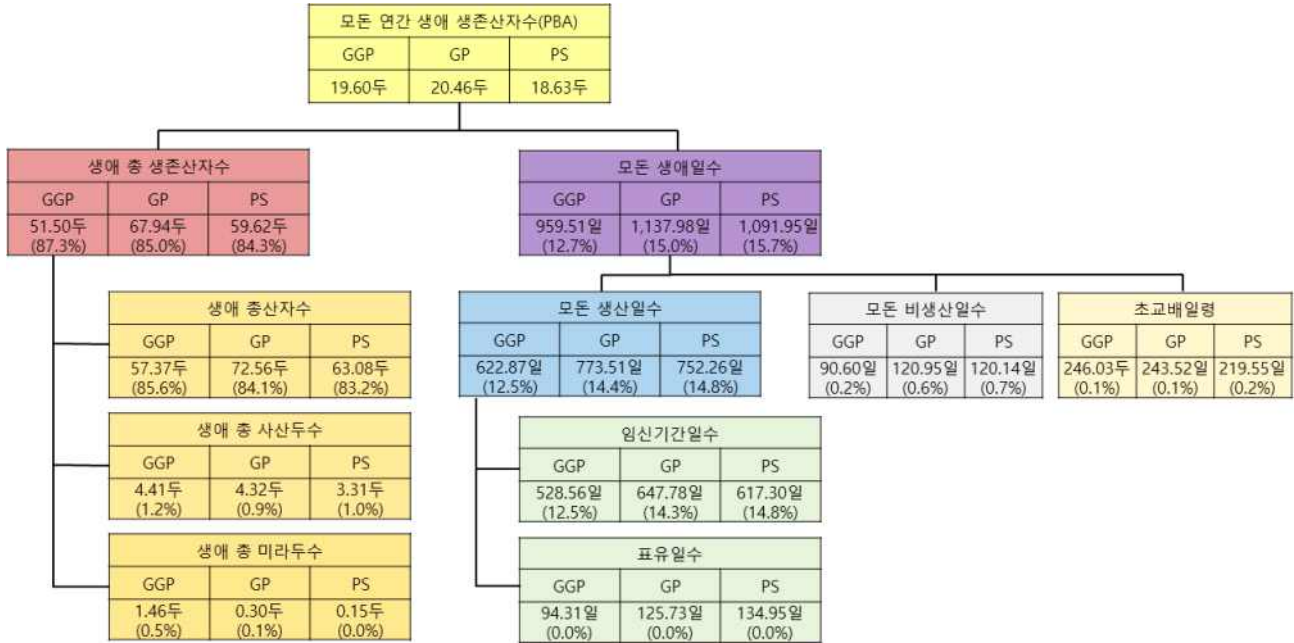 모돈 연간 생애 생존산자수(PBA)
GGP GP PS
19.60두 20.46두 18.63두
생애 총 생존산자수
GGP GP PS
51.50두 67.94두 59.62두
(87.3%) (85.0%) (84.3%)
모돈 생애일수
GGP GP PS
959.51일 1,137.98일 1,091.95일
(12.7%) (15.0%) (15.7%)
생애 총산자수
GGP GP PS
57.37두 72.56두 63.08두
(85.6%) (84.1%) (83.2%)
모돈 생산일수
GGP GP PS
622.87일 773.51일 752.26일
(12.5%) (14.4%) (14.8%)
모돈 비생산일수
GGP GP PS
90.60일 120.95일 120.14일
(0.2%) (0.6%) (0.7%)
초교배일령
GGP GP PS
246.03두 243.52일 219.55일
(0.1%) (0.1%) (0.2%)
생애 총 사산두수
GGP GP PS
4.41두 4.32두 3.31두
(1.2%) (0.9%) (1.0%)
임신기간일수
GGP GP PS
528.56일 647.78일 617.30일
(12.5%) (14.3%) (14.8%)
생애 총 미라두수
GGP GP PS
1.46두 0.30두 0.15두
(0.5%) (0.1%) (0.0%)
표유일수
GGP GP PS
94.31일 125.73일 134.95일
(0.0%) (0.0%) (0.0%)